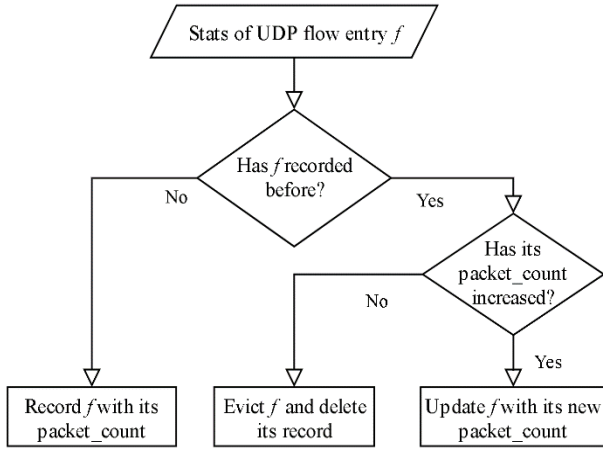 Stats of UDP flow entry f
Has f recorded
before?
No
Yes
Has its
packet_count
increased?
No
Yes
Record f with its
packet_count
Evict f and delete
its record
Update f with its new
packet_count